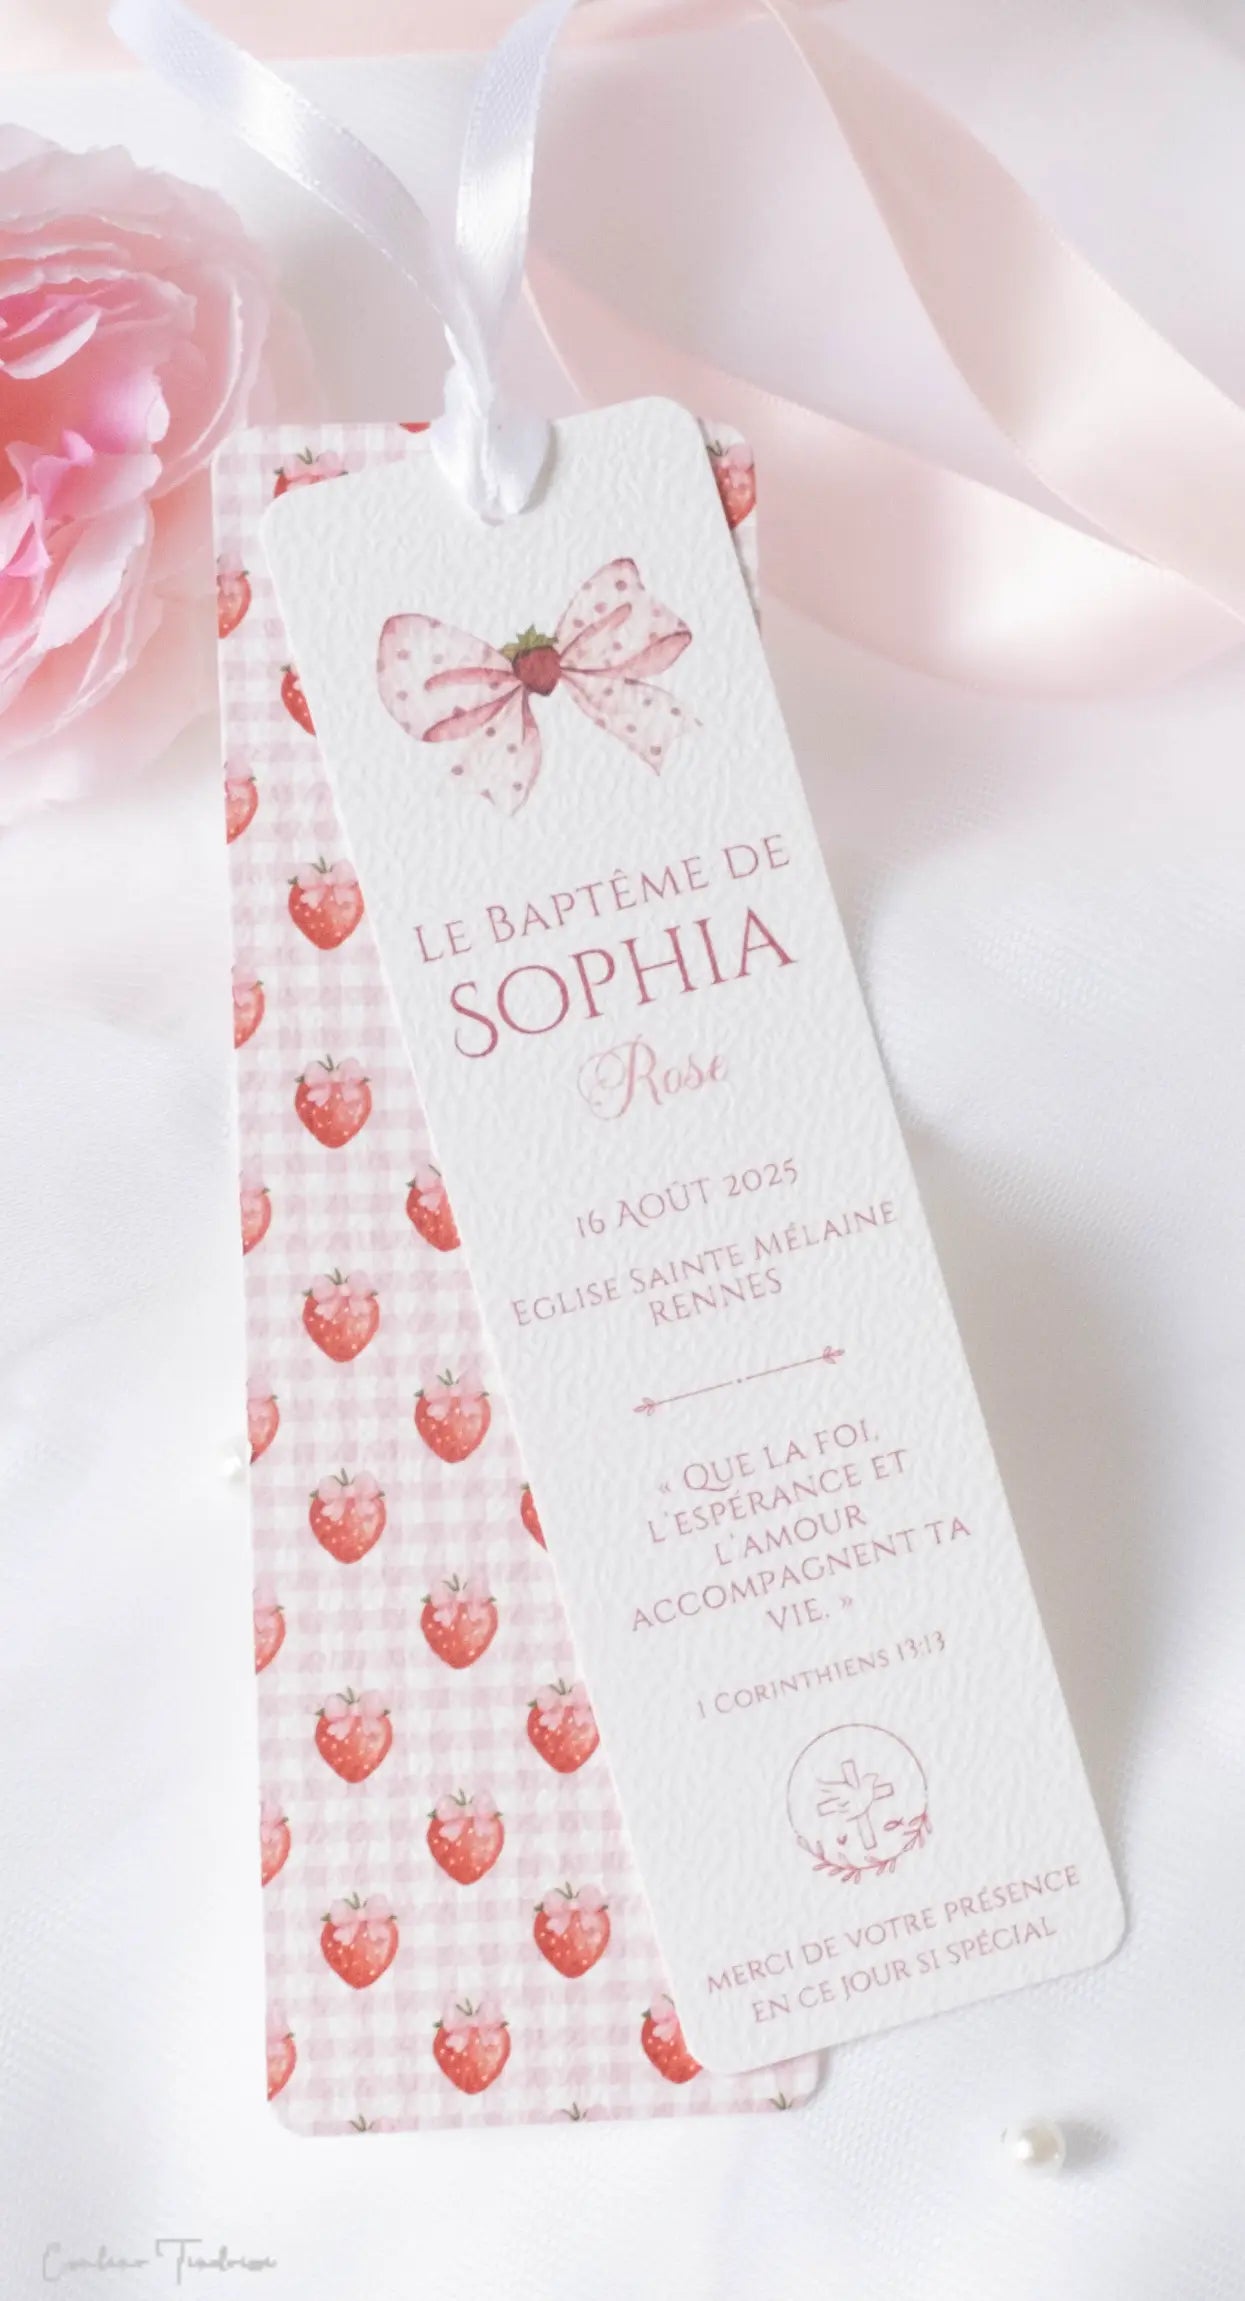 Le Baptême de
SOPHIA
Rose
16 Août 2025
Eglise Sainte Mélaine
RENNES
« QUE LA FOI,
L'ESPÉRANCE ET
L'AMOUR
ACCOMPAGNENT TA
VIE. »
1 CORINTHIENS 13:13
MERCI DE VOTRE PRÉSENCE
EN CE JOUR SI SPÉCIAL